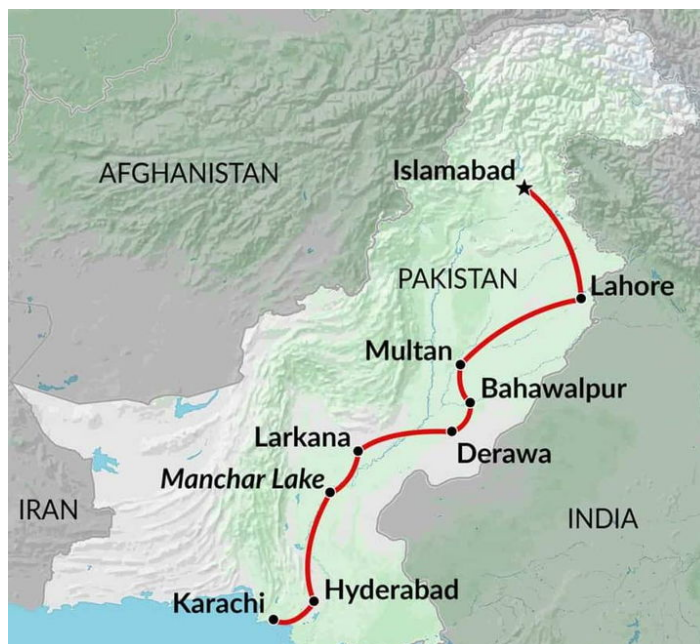 Islamabad
AFGHANISTAN
PAKISTAN
Lahore
Multan
Bahawalpur
Larkana
Derawa
Manchar Lake
IRAN
INDIA
Hyderabad
Karachi